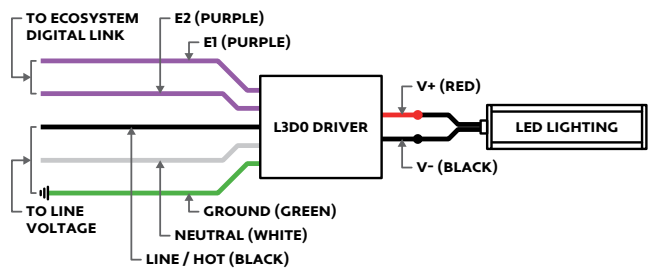 TO ECOSYSTEM
DIGITAL LINK
E2 (PURPLE)
E1 (PURPLE)
L3D0 DRIVER
V+ (RED)
LED LIGHTING
V- (BLACK)
TO LINE
VOLTAGE
GROUND (GREEN)
NEUTRAL (WHITE)
LINE / HOT (BLACK)